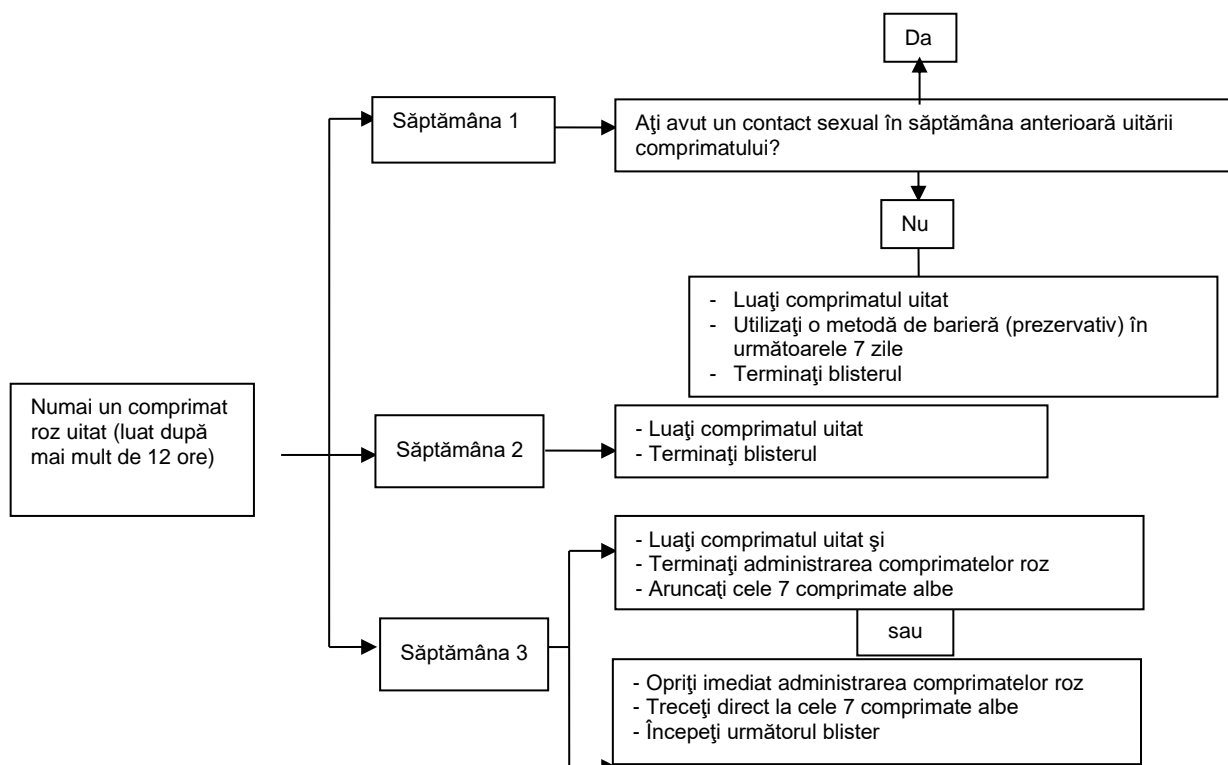 Da
Săptămâna 1
Aţi avut un contact sexual în săptămâna anterioară uitării
comprimatului?
Nu
- Luaţi comprimatul uitat
- Utilizaţi o metodă de barieră (prezervativ) în
următoarele 7 zile
- Terminaţi blisterul
Numai un comprimat
roz uitat (luat după
mai mult de 12 ore)
Săptămâna 2
- Luaţi comprimatul uitat
- Terminaţi blisterul
- Luaţi comprimatul uitat şi
- Terminaţi administrarea comprimatelor roz
- Aruncaţi cele 7 comprimate albe
sau
Săptămâna 3
- Opriţi imediat administrarea comprimatelor roz
- Treceţi direct la cele 7 comprimate albe
- Începeţi următorul blister